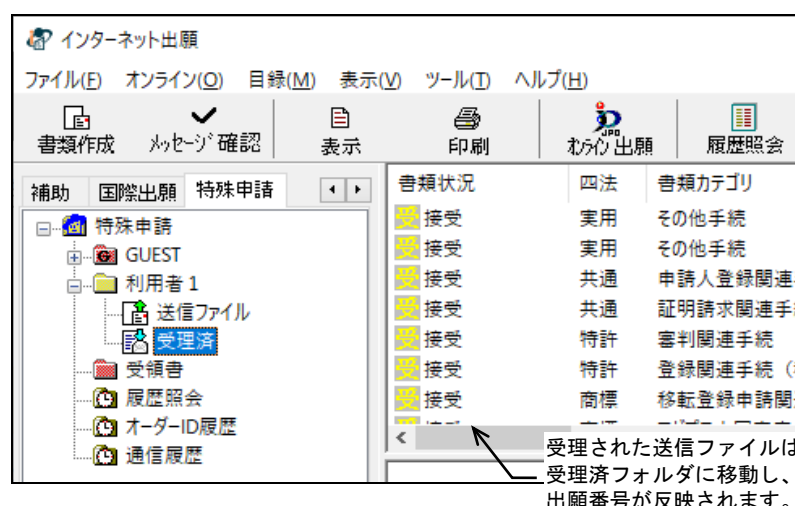 インターネット出願
ファイル(F) オンライン(O) 目録(M) 表示(V) ツール(T) ヘルプ(H)
書類作成 メッセージ確認 表示 印刷 オンライン出願 履歴照会
補助 国際出願 特殊申請
特殊申請
GUEST
利用者1
送信ファイル
受理済
受領書
履歴照会
オーダーID履歴
通信履歴
書類状況 四法 書類カテゴリ
受 接受 実用 その他手続
受 接受 実用 その他手続
受 接受 共通 申請人登録関連
受 接受 共通 証明請求関連手
受 接受 特許 審判関連手続
受 接受 特許 登録関連手続（
受 接受 商標 移転登録申請関
受理された送信ファイルは
受理済フォルダに移動し、
出願番号が反映されます。